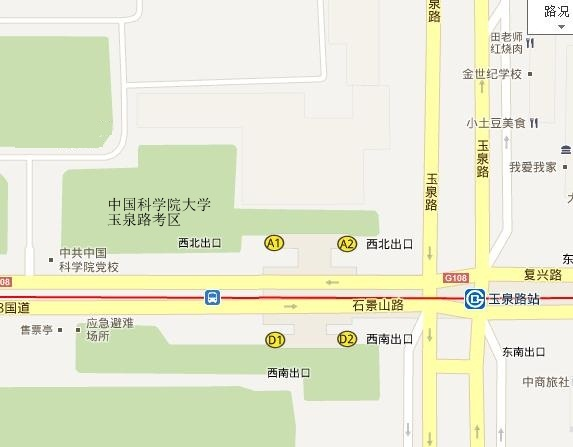 泉路
路况
田老师
红烧肉
金世纪学校
小土豆美食
玉泉路
我爱我家
玉泉路
中国科学院大学
玉泉路考区
西北出口
A1
A2
西北出口
中共中国
科学院党校
东
08
G108
复兴路
玉泉路站
石景山路
8国道
售票亭
应急避难
场所
D1
D2
西南出口
西南出口
东南出口
中商旅社